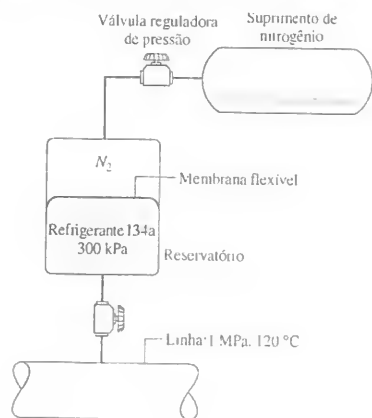 Válvula reguladora
de pressão
Suprimento de
nitrogênio
N₂
Membrana flexível
Refrigerante 134a
300 kPa
Reservatório
Linha: 1 MPa. 120 °C